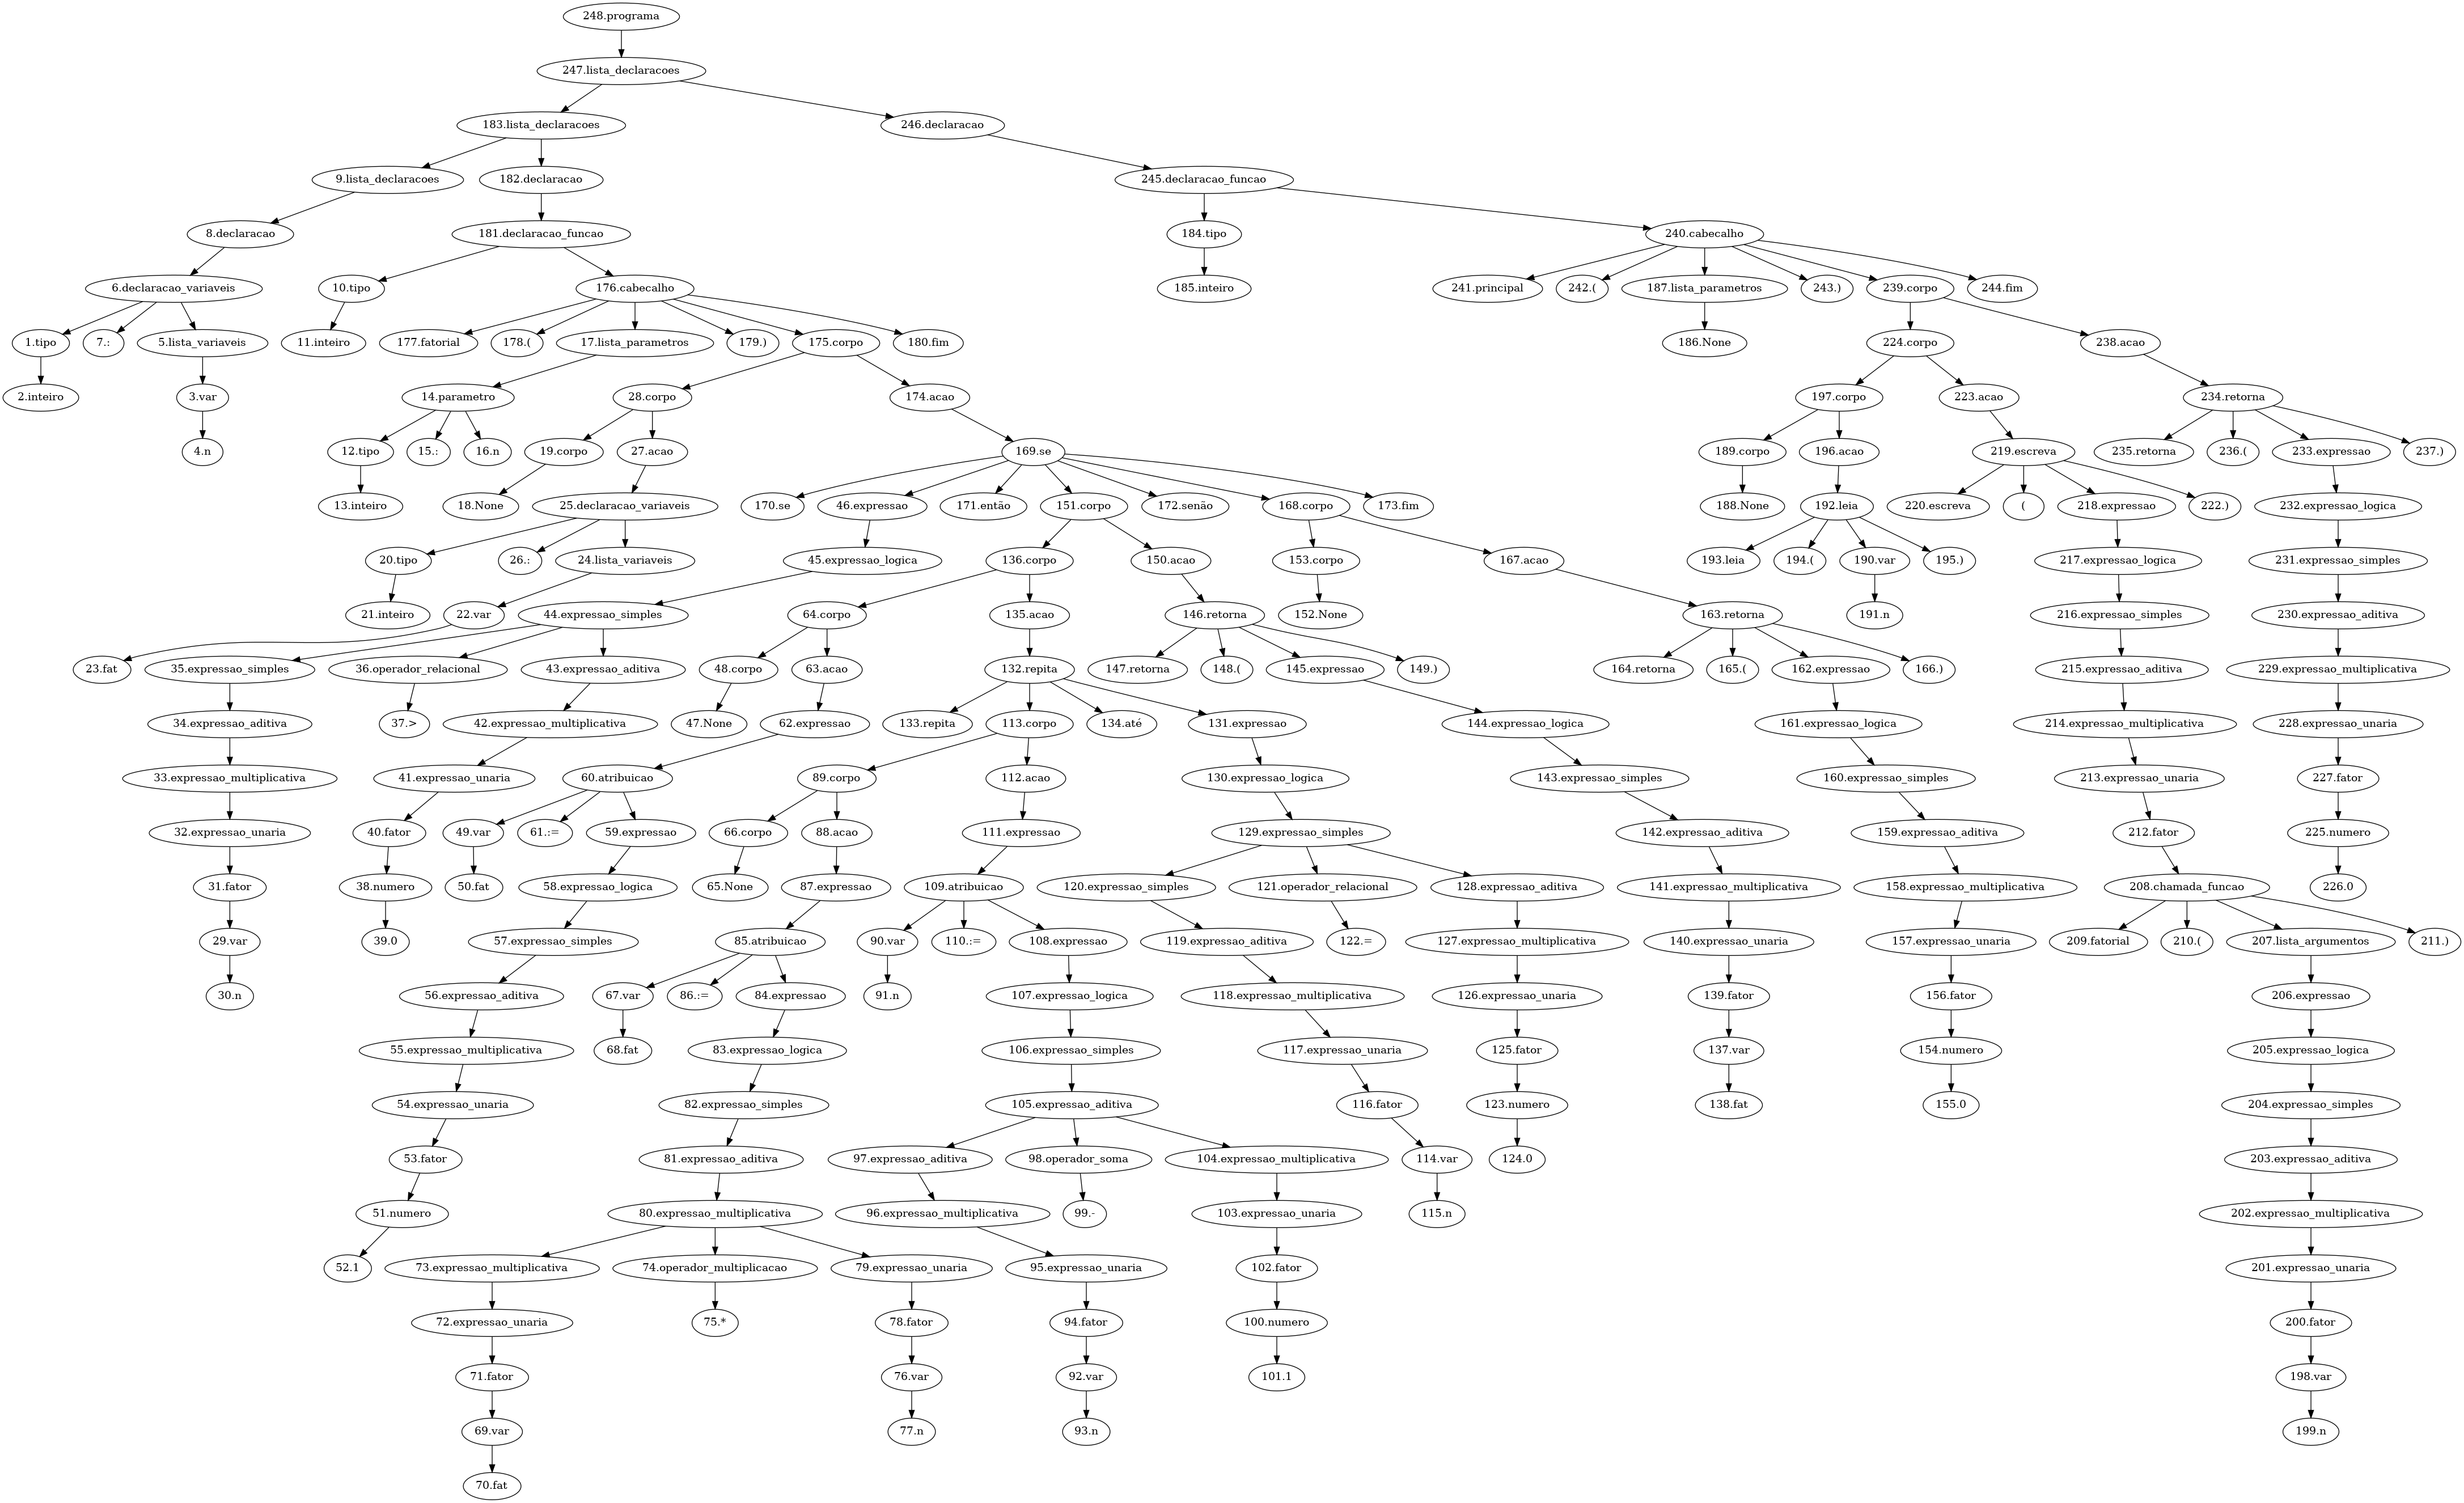 248.programa
247.lista_declaracoes
183.lista_declaracoes 246.declaracao
9.lista_declaracoes 182.declaracao 245.declaracao_funcao
8.declaracao 181.declaracao_funcao 184.tipo 240.cabecalho
6.declaracao_variaveis 10.tipo 176.cabecalho 185.inteiro 241.principal 242.( 187.lista_parametros 243.) 239.corpo 244.fim
1.tipo 7.: 5.lista_variaveis 11.inteiro 177.fatorial 178.( 17.lista_parametros 179.) 175.corpo 180.fim 186.None 224.corpo 238.acao
2.inteiro 3.var 14.parametro 28.corpo 174.acao 197.corpo 223.acao 234.retorna
4.n 12.tipo 15.: 16.n 19.corpo 27.acao 169.se 189.corpo 196.acao 219.escreva 235.retorna 236.( 233.expressao 237.)
13.inteiro 18.None 25.declaracao_variaveis 170.se 46.expressao 171.então 151.corpo 172.senão 168.corpo 173.fim 188.None 192.leia 220.escreva ( 218.expressao 222.) 232.expressao_logica
20.tipo 26.: 24.lista_variaveis 45.expressao_logica 136.corpo 150.acao 153.corpo 167.acao 193.leia 194.( 190.var 195.) 217.expressao_logica 231.expressao_simples
21.inteiro 22.var 44.expressao_simples 64.corpo 135.acao 146.retorna 152.None 163.retorna 191.n 216.expressao_simples 230.expressao_aditiva
23.fat 35.expressao_simples 36.operador_relacional 43.expressao_aditiva 48.corpo 63.acao 132.repita 147.retorna 148.( 145.expressao 149.) 164.retorna 165.( 162.expressao 166.) 215.expressao_aditiva 229.expressao_multiplicativa
34.expressao_aditiva 37.> 42.expressao_multiplicativa 47.None 62.expressao 133.repita 113.corpo 134.até 131.expressao 144.expressao_logica 161.expressao_logica 214.expressao_multiplicativa 228.expressao_unaria
33.expressao_multiplicativa 41.expressao_unaria 60.atribuicao 89.corpo 112.acao 130.expressao_logica 143.expressao_simples 160.expressao_simples 213.expressao_unaria 227.fator
32.expressao_unaria 40.fator 49.var 61.:= 59.expressao 66.corpo 88.acao 111.expressao 129.expressao_simples 142.expressao_aditiva 159.expressao_aditiva 212.fator 225.numero
31.fator 38.numero 50.fat 58.expressao_logica 65.None 87.expressao 109.atribuicao 120.expressao_simples 121.operador_relacional 128.expressao_aditiva 141.expressao_multiplicativa 158.expressao_multiplicativa 208.chamada_funcao 226.0
29.var 39.0 57.expressao_simples 85.atribuicao 90.var 110.:= 108.expressao 119.expressao_aditiva 122.= 127.expressao_multiplicativa 140.expressao_unaria 157.expressao_unaria 209.fatorial 210.( 207.lista_argumentos 211.)
30.n 56.expressao_aditiva 67.var 86.:= 84.expressao 91.n 107.expressao_logica 118.expressao_multiplicativa 126.expressao_unaria 139.fator 156.fator 206.expressao
55.expressao_multiplicativa 68.fat 83.expressao_logica 106.expressao_simples 117.expressao_unaria 125.fator 137.var 154.numero 205.expressao_logica
54.expressao_unaria 82.expressao_simples 105.expressao_aditiva 116.fator 123.numero 138.fat 155.0 204.expressao_simples
53.fator 81.expressao_aditiva 97.expressao_aditiva 98.operador_soma 104.expressao_multiplicativa 114.var 124.0 203.expressao_aditiva
51.numero 80.expressao_multiplicativa 96.expressao_multiplicativa 99.- 103.expressao_unaria 115.n 202.expressao_multiplicativa
52.1 73.expressao_multiplicativa 74.operador_multiplicacao 79.expressao_unaria 95.expressao_unaria 102.fator 201.expressao_unaria
72.expressao_unaria 75.* 78.fator 94.fator 100.numero 200.fator
71.fator 76.var 92.var 101.1 198.var
69.var 77.n 93.n 199.n
70.fat